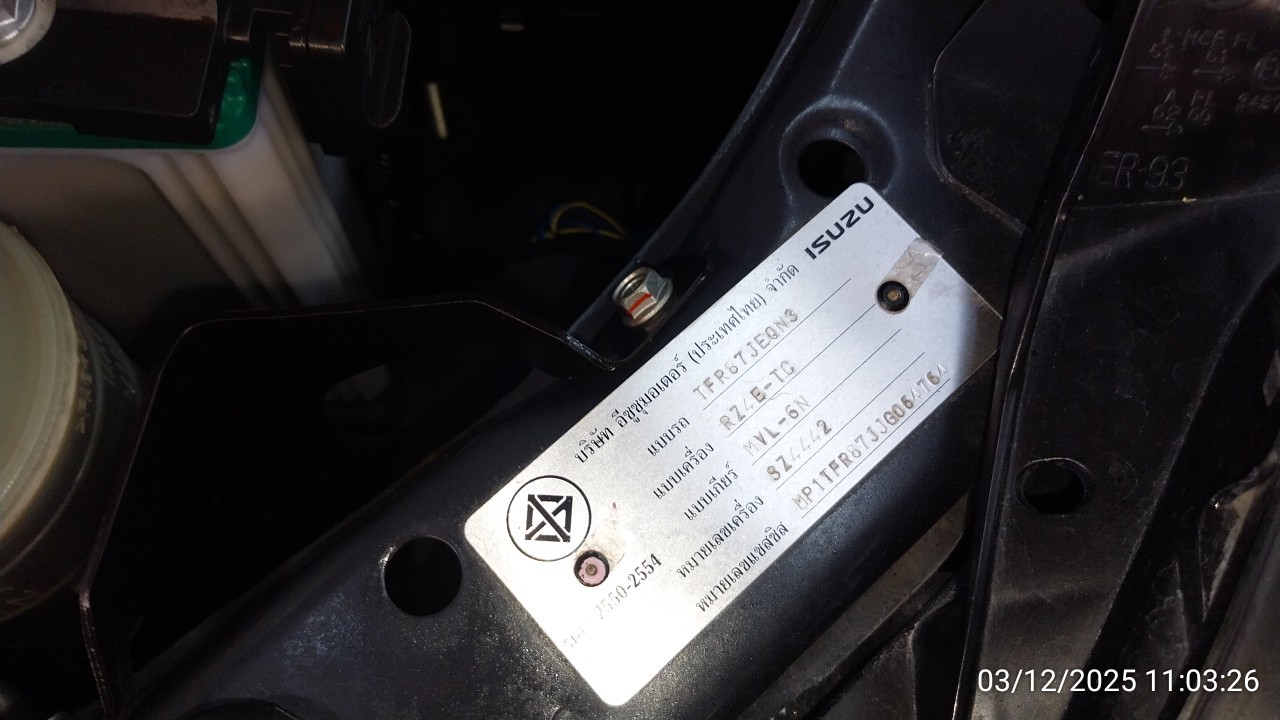 ISUZU
บริษัท อีซูซุมอเตอร์ (ประเทศไทย) จำกัด
แบบรถ TFR87JEQN3
แบบเครื่อง RZ4E-TC
แบบเกียร์ MVL-6N
หมายเลขเครื่อง SZ4442
หมายเลขแชสซิส
2550-2554
ER-93
03/12/2025 11:03:26